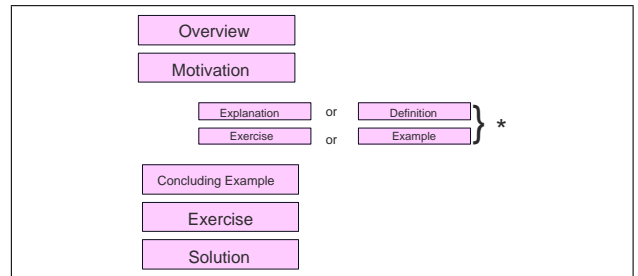 Overview
Motivation
Explanation or Definition
Exercise or Example
} *
Concluding Example
Exercise
Solution